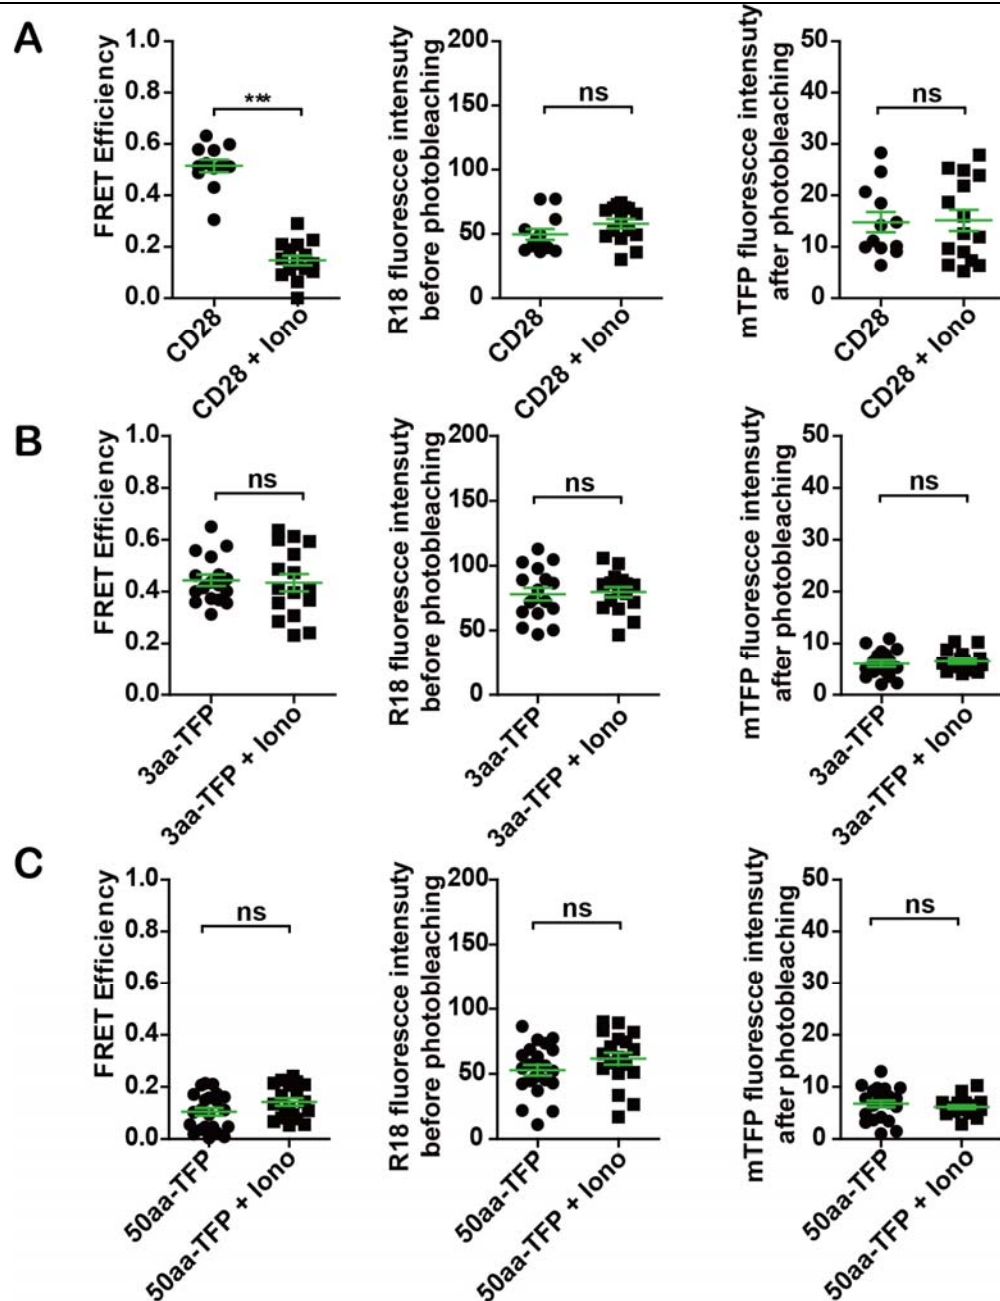 A
FRET Efficiency
1.0
0.8
0.6
0.4
0.2
0.0
***
CD28
CD28 + Iono
R18 fluorescce intensity
before photobleaching
200
150
100
50
0
ns
CD28
CD28 + Iono
mTFP fluorescce intensuty
after photobleaching
50
40
30
20
10
0
ns
CD28
CD28 + Iono
B
FRET Efficiency
1.0
0.8
0.6
0.4
0.2
0.0
ns
3aa-TFP
3aa-TFP + Iono
R18 fluorescce intensuty
before photobleaching
200
150
100
50
0
ns
3aa-TFP
3aa-TFP + Iono
mTFP fluorescce intensuty
after photobleaching
50
40
30
20
10
0
ns
3aa-TFP
3aa-TFP + Iono
C
FRET Efficiency
1.0
0.8
0.6
0.4
0.2
0.0
ns
50aa-TFP
50aa-TFP + Iono
R18 fluorescce intensuty
before photobleaching
200
150
100
50
0
ns
50aa-TFP
50aa-TFP + Iono
mTFP fluorescce intensuty
after photobleaching
50
40
30
20
10
0
ns
50aa-TFP
50aa-TFP + Iono